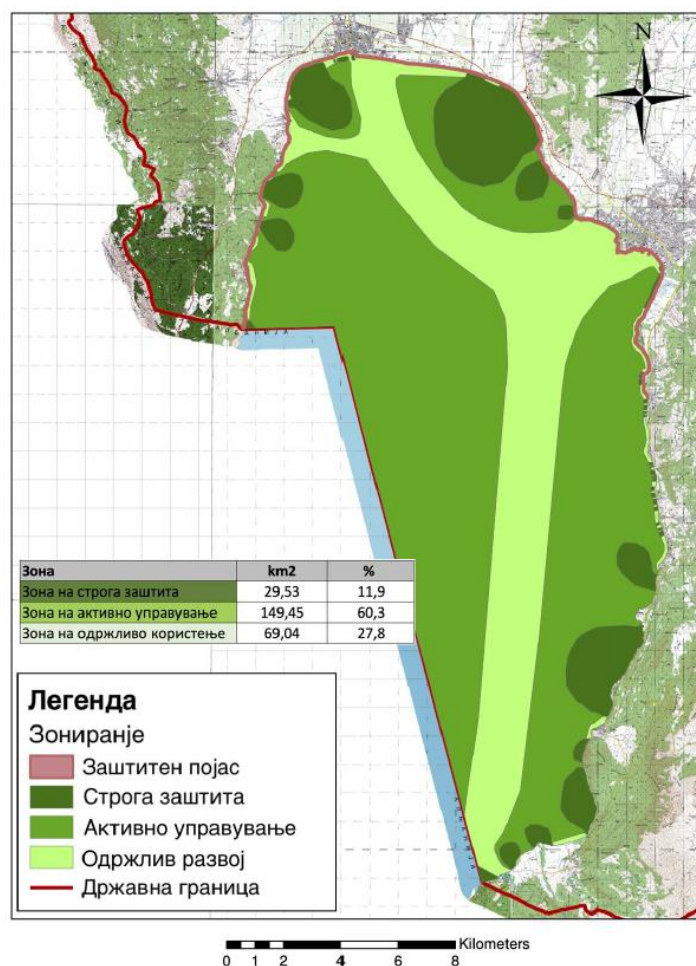 N
Зона km2 %
Зона на строга заштита 29,53 11,9
Зона на активно управување 149,45 60,3
Зона на одржливо користење 69,04 27,8
Легенда
Зониранје
Заштитен појас
Строга заштита
Активно управување
Одржлив развој
Државна граница
Kilometers
0 1 2 4 6 8